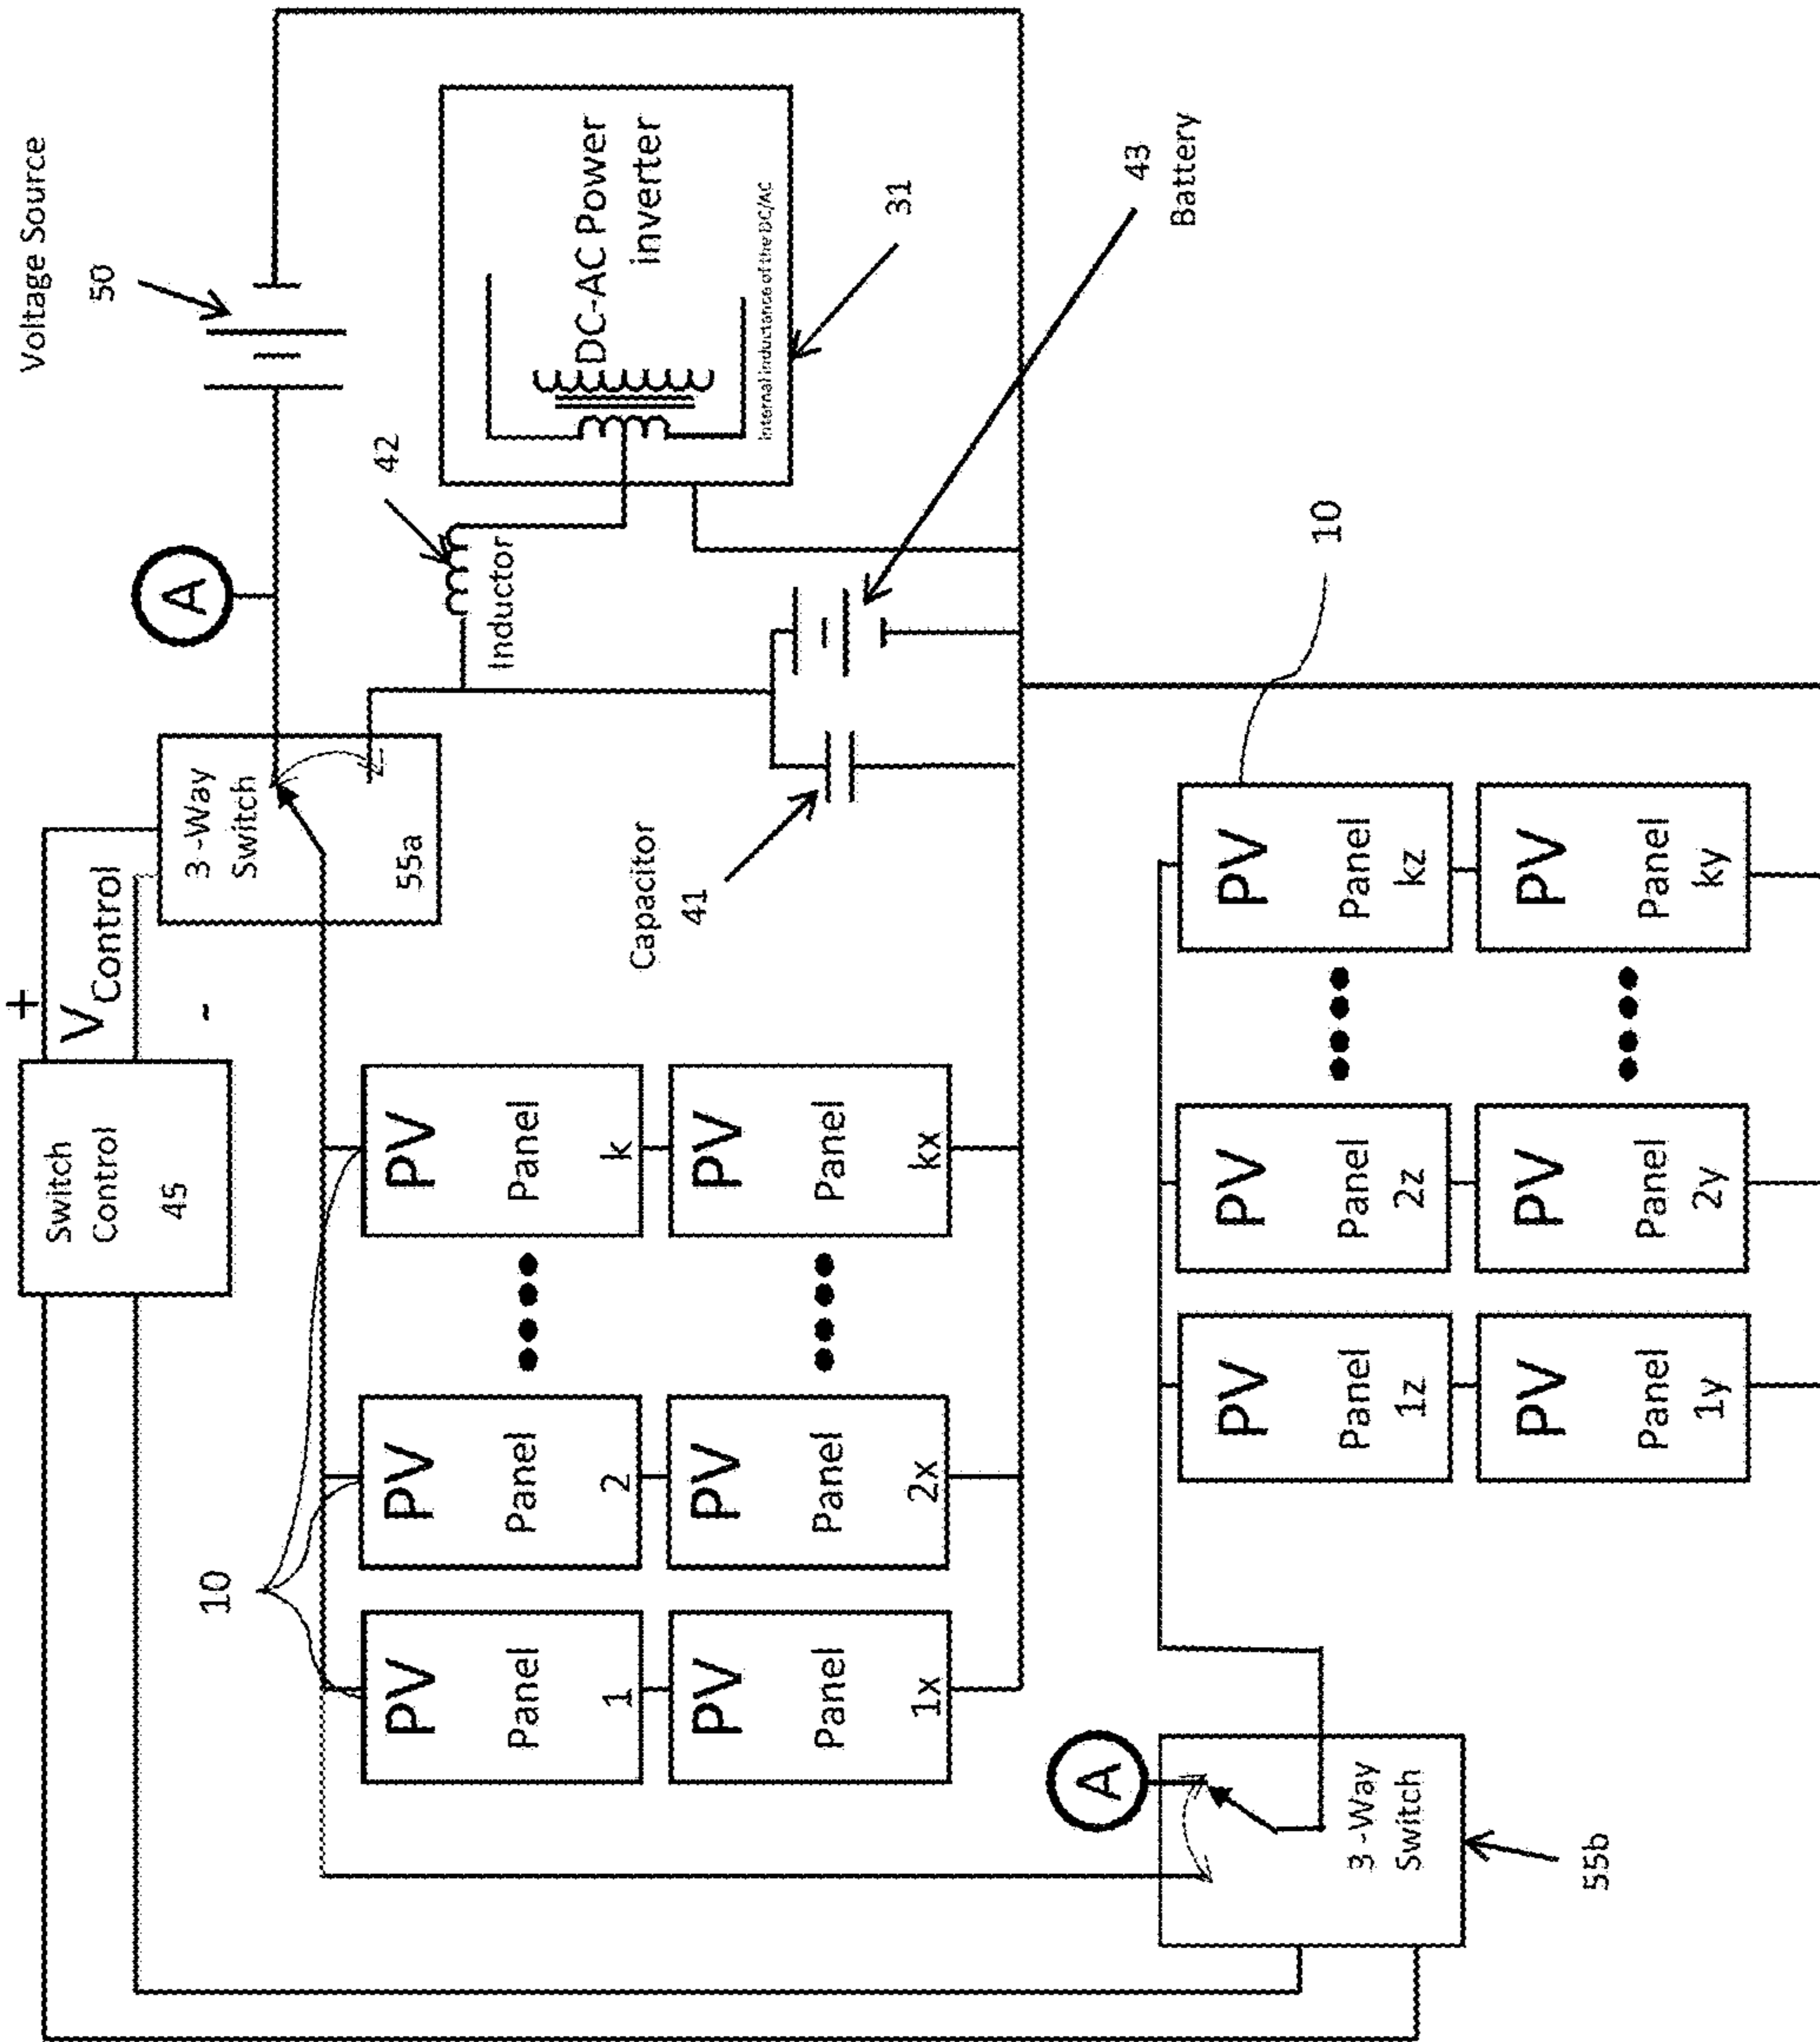 Switch
Control
45
+
V Control
-
3-Way
Switch
55a
A
Voltage Source
50
10
PV
Panel
1
PV
Panel
2
PV
Panel
k
PV
Panel
1x
PV
Panel
2x
PV
Panel
kx
Capacitor
41
Inductor
42
DC-AC Power
inverter
Internal inductance of the DC/AC
31
43
Battery
A
3-Way
Switch
55b
10
PV
Panel
1z
PV
Panel
2z
PV
Panel
kz
PV
Panel
1y
PV
Panel
2y
PV
Panel
ky